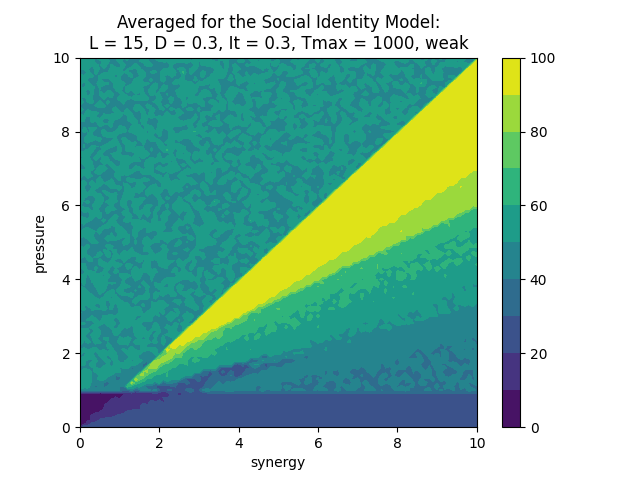 Averaged for the Social Identity Model:
L = 15, D = 0.3, It = 0.3, Tmax = 1000, weak
10
8
6
4
2
0
pressure
0 2 4 6 8 10
synergy
100
80
60
40
20
0